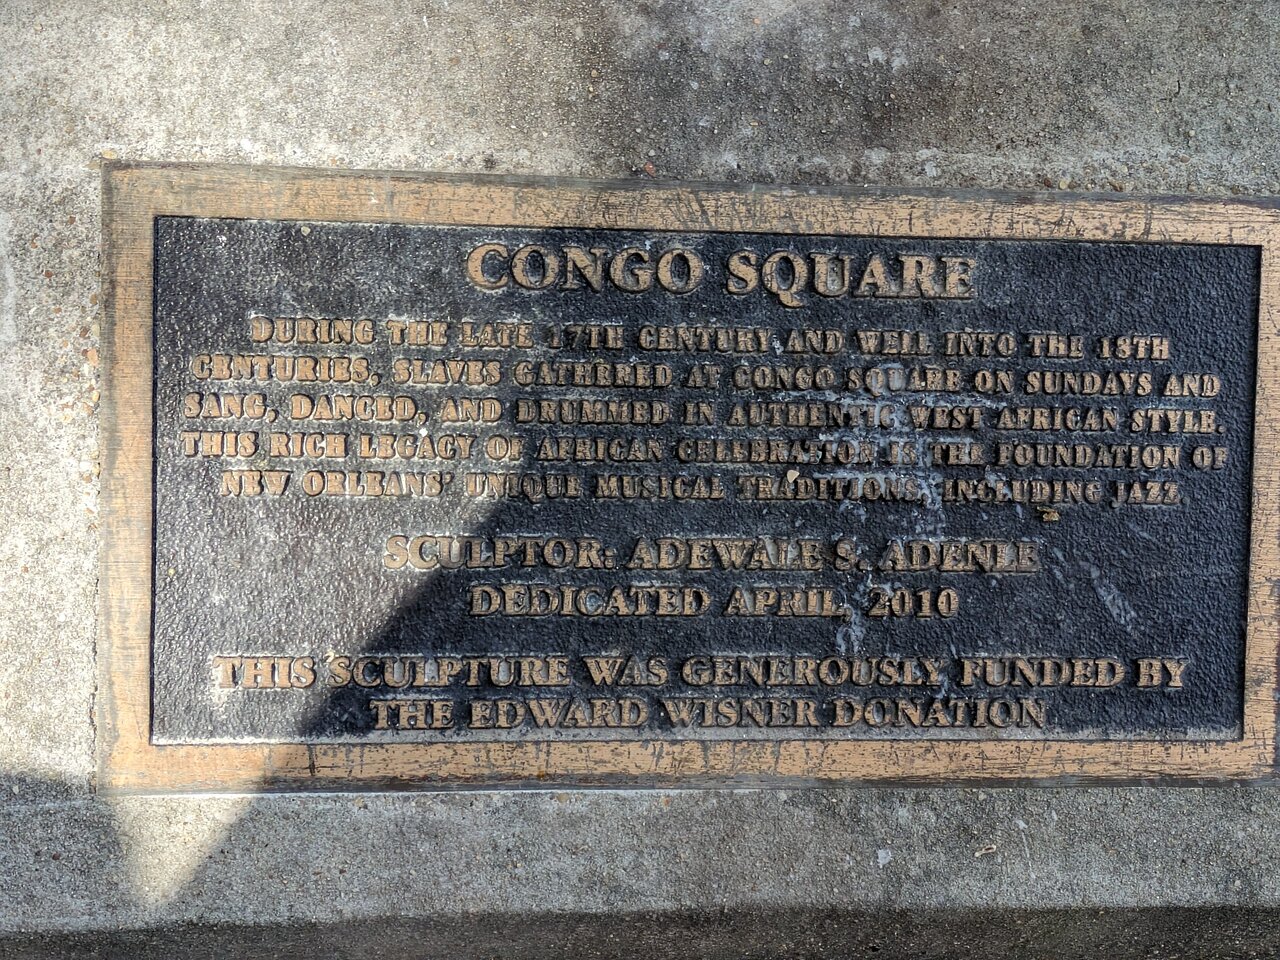 CONGO SQUARE
DURING THE LATE 17TH CENTURY AND WELL INTO THE 18TH
CENTURIES, SLAVES GATHERED AT CONGO SQUARE ON SUNDAYS AND
SANG, DANCED, AND DRUMMED IN AUTHENTIC WEST AFRICAN STYLE.
THIS RICH LEGACY OF AFRICAN CELEBRATION IS THE FOUNDATION OF
NEW ORLEANS' UNIQUE MUSICAL TRADITIONS, INCLUDING JAZZ
SCULPTOR: ADEWALE S. ADENLE
DEDICATED APRIL, 2010
THIS SCULPTURE WAS GENEROUSLY FUNDED BY
THE EDWARD WISNER DONATION